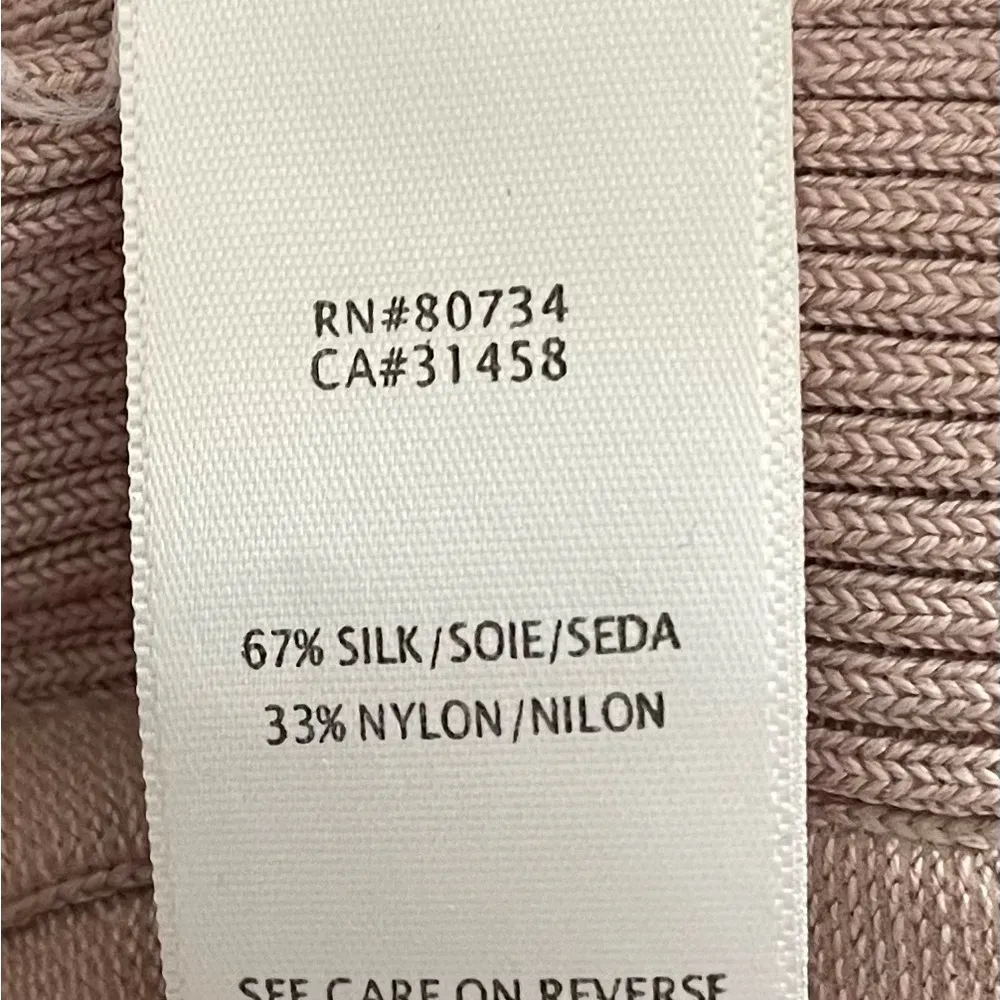 RN#80734
CA#31458
67% SILK/SOIE/SEDA
33% NYLON/NILON
SEE CARE ON REVERSE